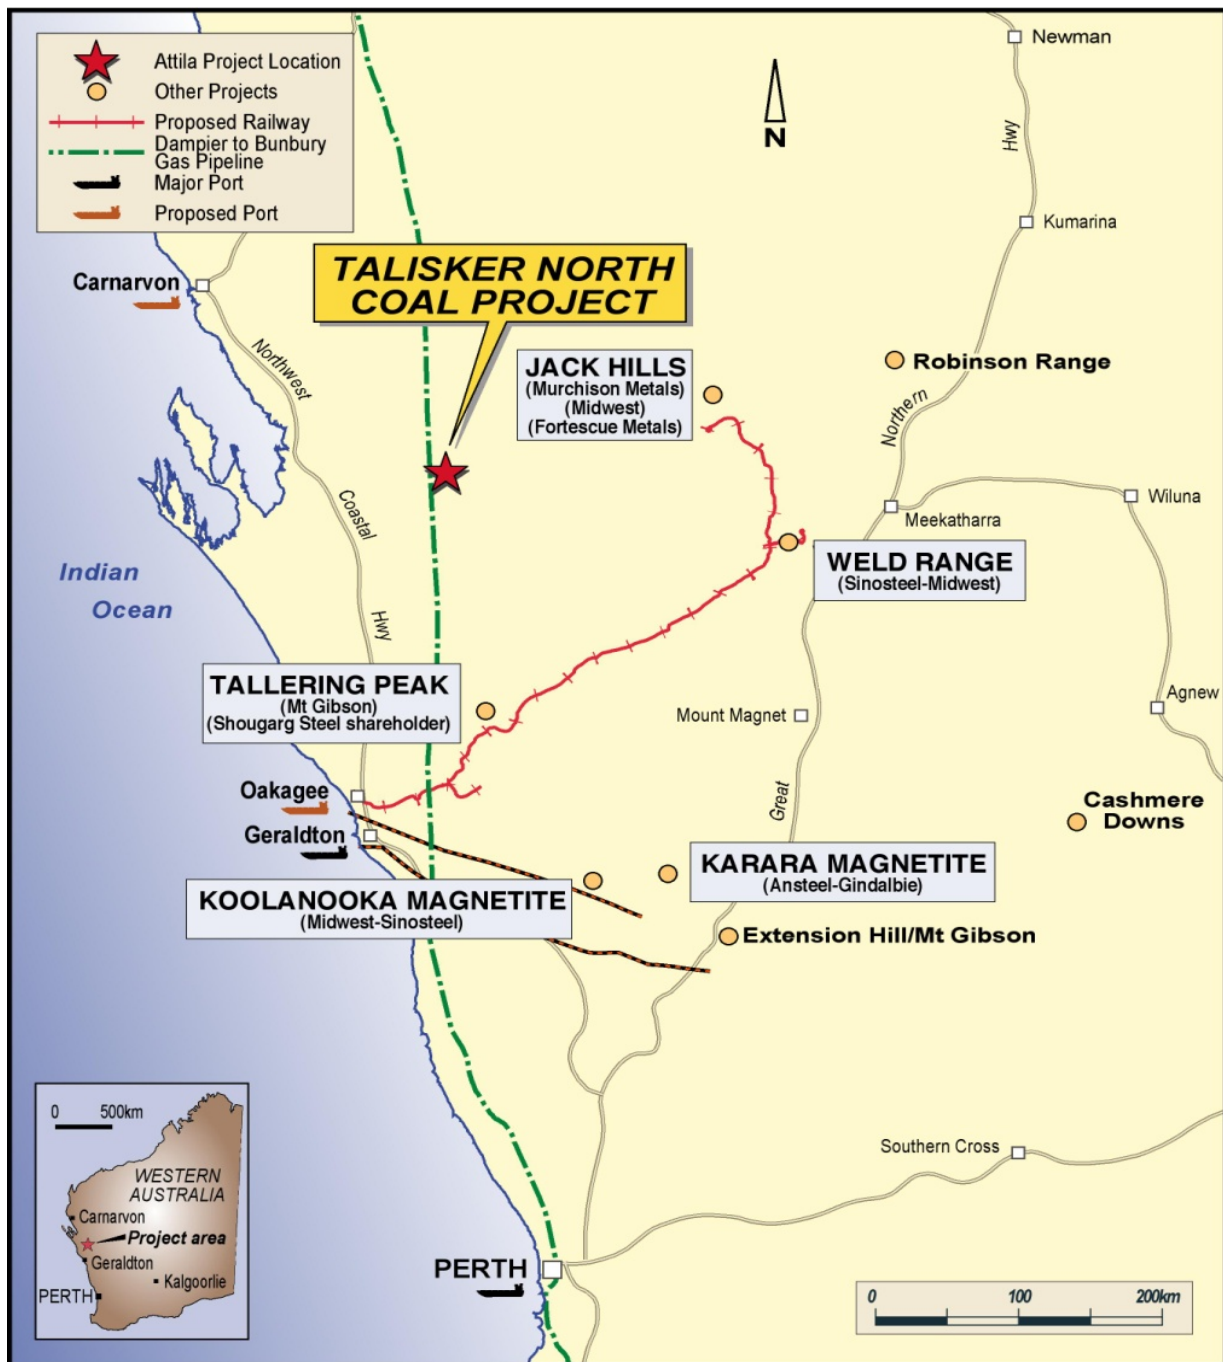 Attila Project Location
Other Projects
Proposed Railway
Dampier to Bunbury
Gas Pipeline
Major Port
Proposed Port
N
Newman
Hwy
Kumarina
Carnarvon
TALISKER NORTH
COAL PROJECT
Northwest
JACK HILLS
(Murchison Metals)
(Midwest)
(Fortescue Metals)
Robinson Range
Northern
Coastal
Meekatharra
Wiluna
Indian
Ocean
WELD RANGE
(Sinosteel-Midwest)
Hwy
TALLERING PEAK
(Mt Gibson)
(Shougarg Steel shareholder)
Mount Magnet
Agnew
Oakagee
Great
Cashmere
Downs
Geraldton
KARARA MAGNETITE
(Ansteel-Gindalbie)
KOOLANOOKA MAGNETITE
(Midwest-Sinosteel)
Extension Hill/Mt Gibson
0 500km
WESTERN
AUSTRALIA
Carnarvon
Project area
Geraldton
Kalgoorlie
PERTH
Southern Cross
PERTH
0 100 200km